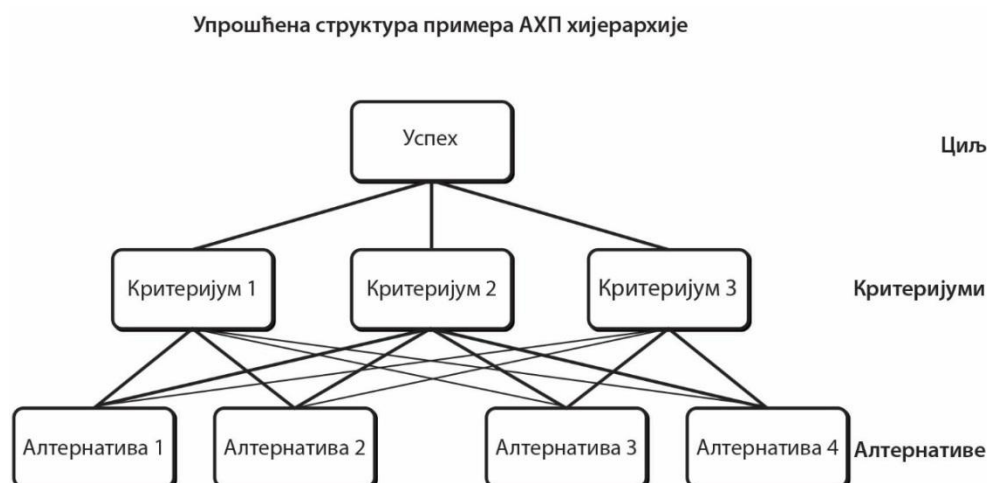 Упрошћена структура примера АХП хијерархије
Успех
Циљ
Критеријум 1
Критеријум 2
Критеријум 3
Критеријуми
Алтернатива 1
Алтернатива 2
Алтернатива 3
Алтернатива 4
Алтернативе